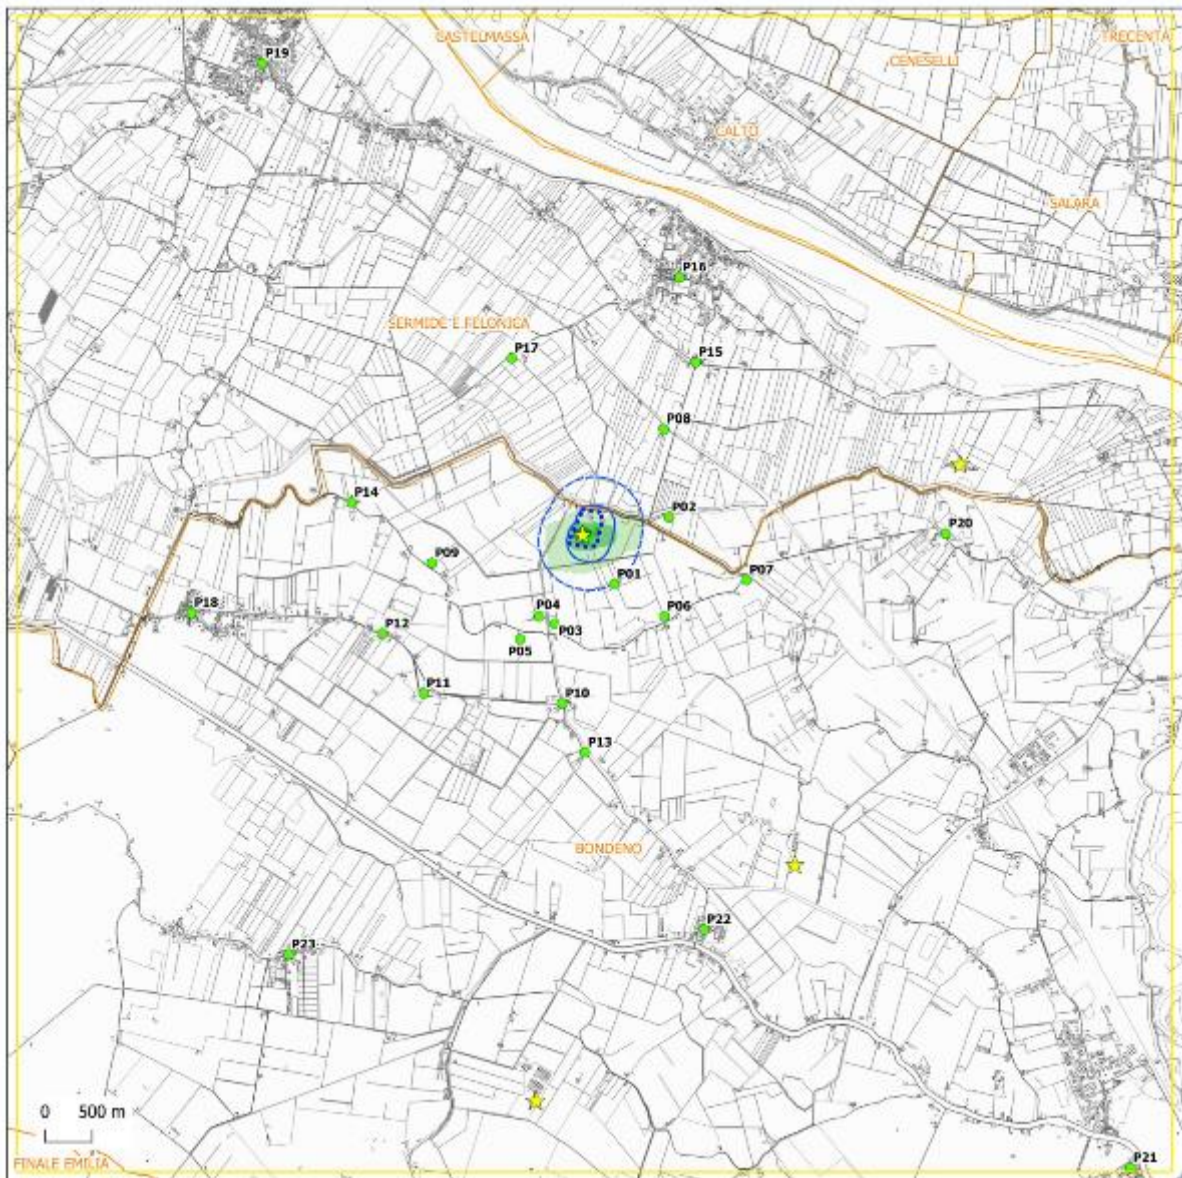 CASTELMASSA
TRECENTA
P19
CENESELLI
CALTO
SALARA
P16
SERMIDE E FELONICA
P17
P15
P08
P14
P02
P20
P09
P01
P07
P18
P04
P06
P12
P03
P05
P11
P10
P13
BONDENO
P22
P23
0 500 m
FINALE EMILIA
P21